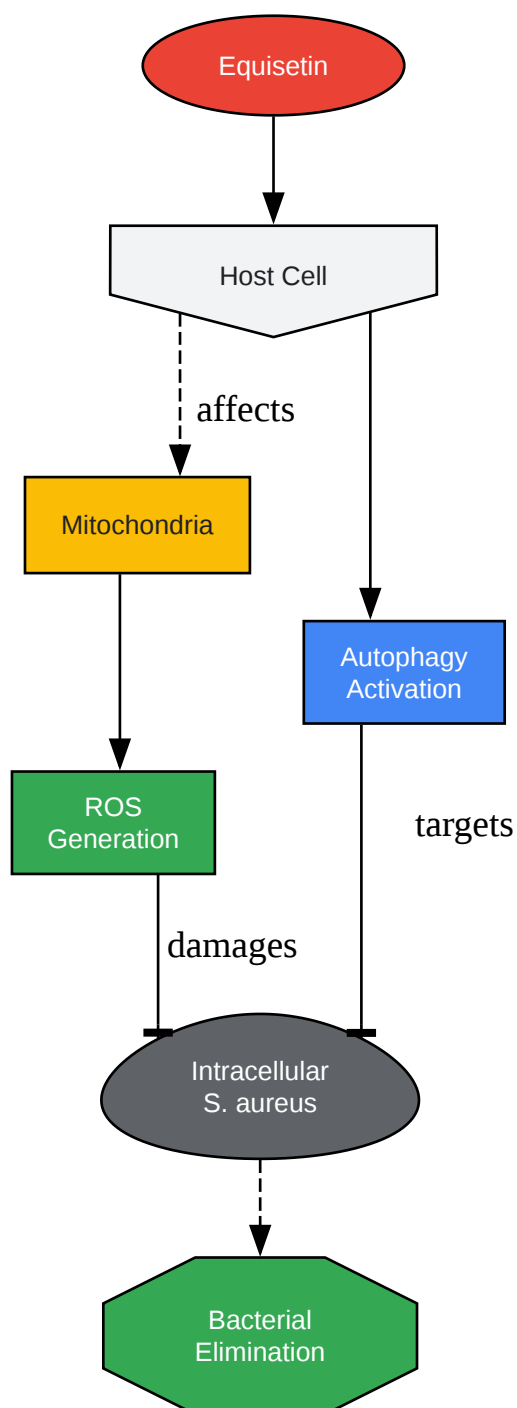 Equisetin
Host Cell
affects
Mitochondria
Autophagy
Activation
ROS
Generation
targets
damages
Intracellular
S. aureus
Bacterial
Elimination